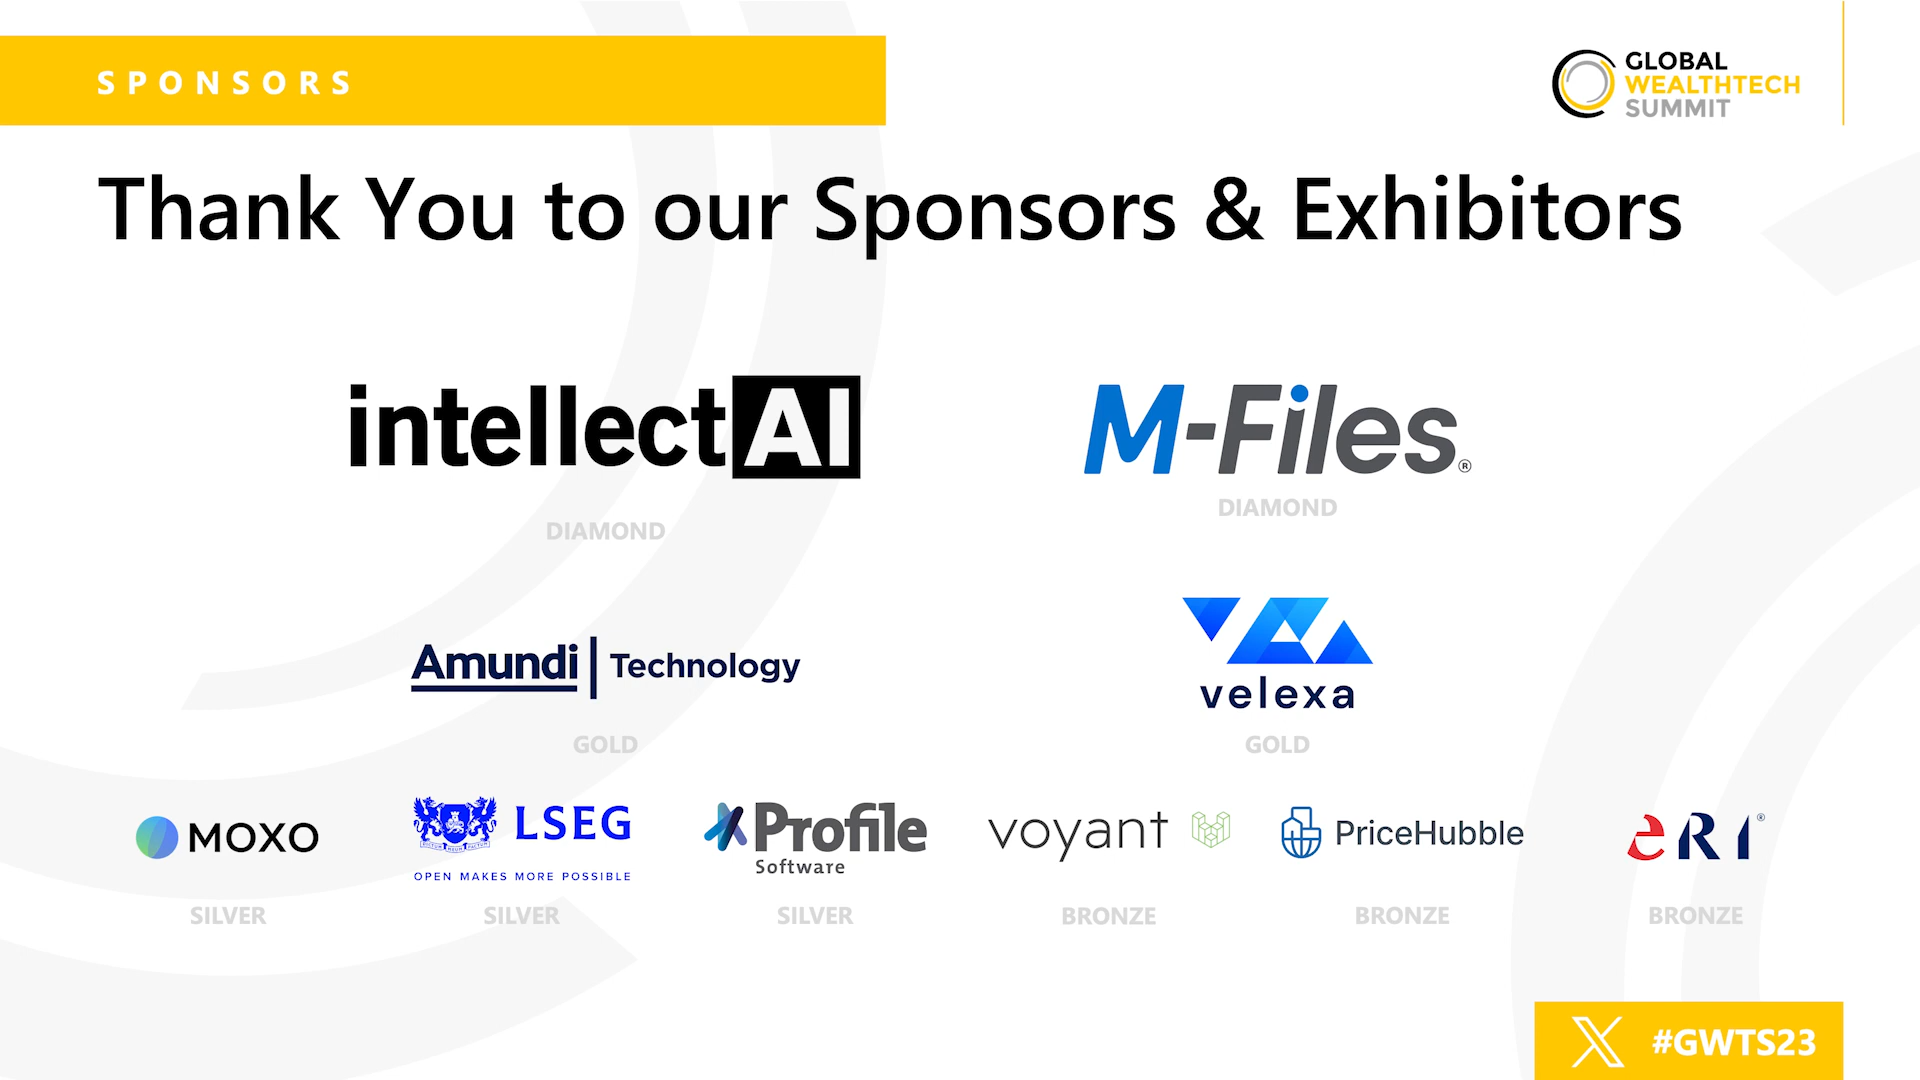 SPONSORS
GLOBAL
WEALTHTECH
SUMMIT
Thank You to our Sponsors & Exhibitors
intellectAI
M-Files®
DIAMOND
DIAMOND
Amundi | Technology
velexa
GOLD
GOLD
MOXO
LSEG
OPEN MAKES MORE POSSIBLE
Profile
Software
voyant
PriceHubble
eRI®
SILVER
SILVER
SILVER
BRONZE
BRONZE
BRONZE
#GWTS23